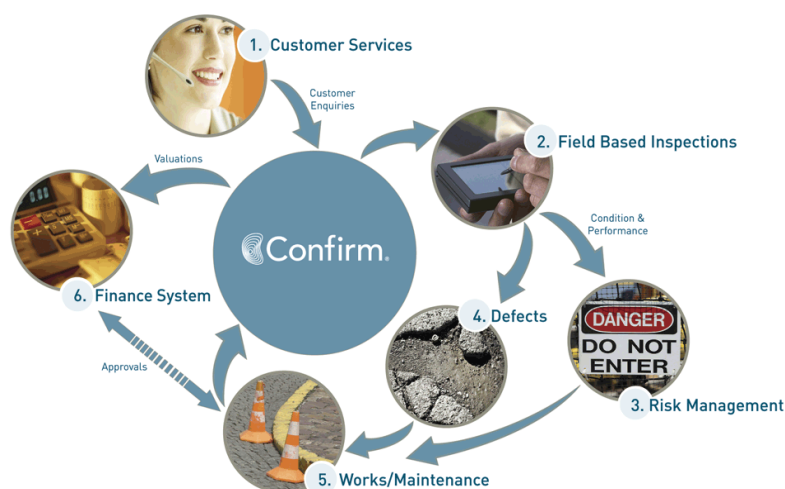 1. Customer Services
Customer
Enquiries
2. Field Based Inspections
Valuations
Condition &
Performance
Confirm.
6. Finance System
4. Defects
DANGER
DO NOT
ENTER
Approvals
3. Risk Management
5. Works/Maintenance